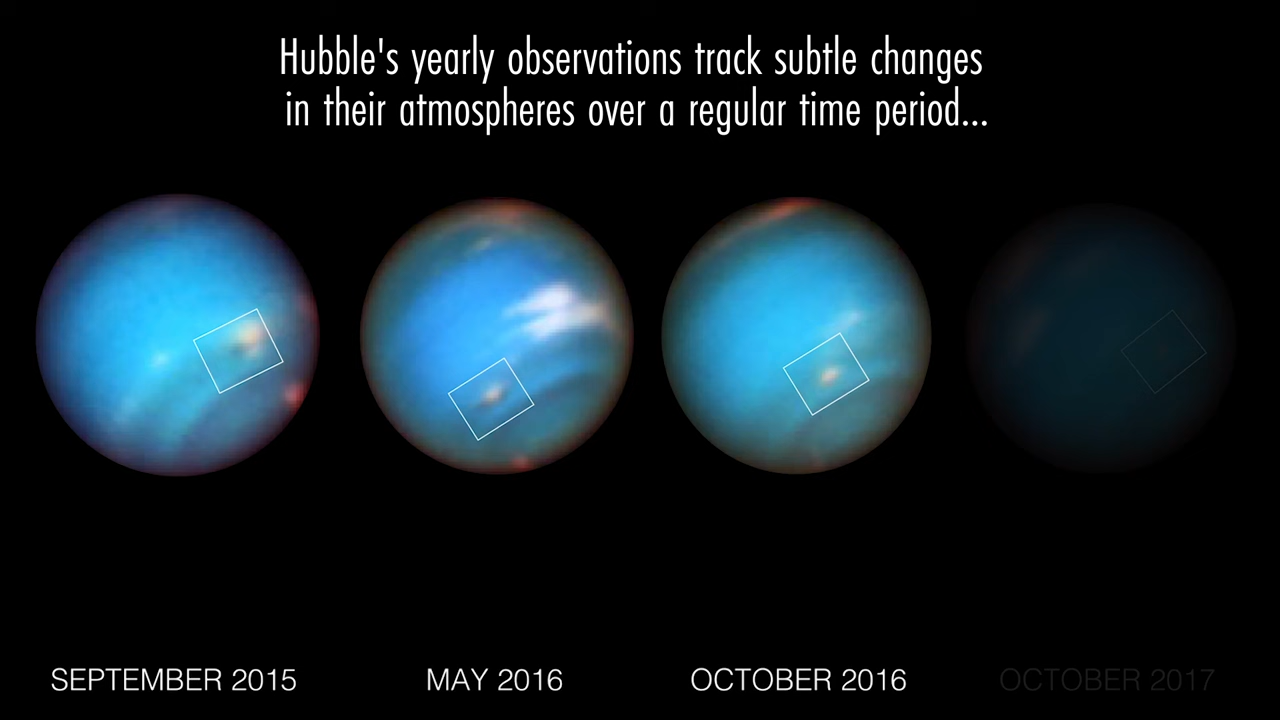 Hubble's yearly observations track subtle changes
in their atmospheres over a regular time period...
SEPTEMBER 2015
MAY 2016
OCTOBER 2016
OCTOBER 2017